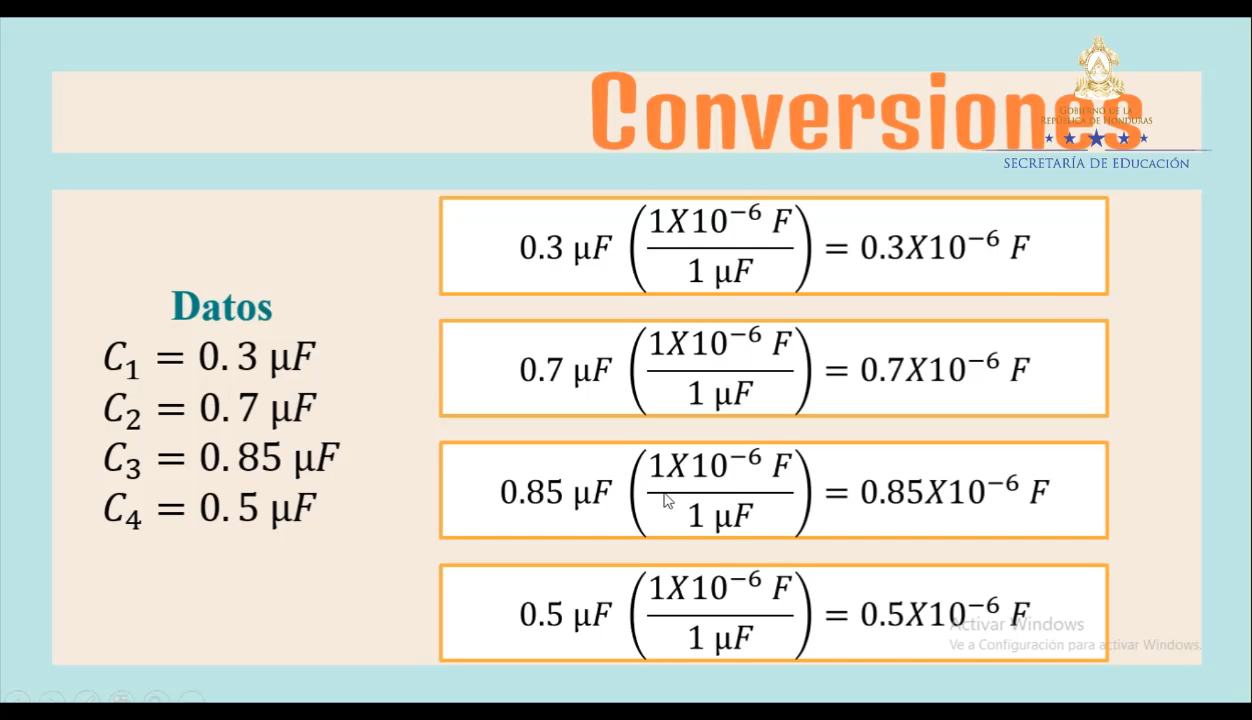 Conversiones
GOBIERNO DE LA
REPÚBLICA DE HONDURAS
SECRETARÍA DE EDUCACIÓN
Datos
C₁ = 0.3 μF
C₂ = 0.7 μF
C₃ = 0.85 μF
C₄ = 0.5 μF
0.3 μF (1X10⁻⁶ F / 1 μF) = 0.3X10⁻⁶ F
0.7 μF (1X10⁻⁶ F / 1 μF) = 0.7X10⁻⁶ F
0.85 μF (1X10⁻⁶ F / 1 μF) = 0.85X10⁻⁶ F
0.5 μF (1X10⁻⁶ F / 1 μF) = 0.5X10⁻⁶ F
Activar Windows
Ve a Configuración para activar Windows.